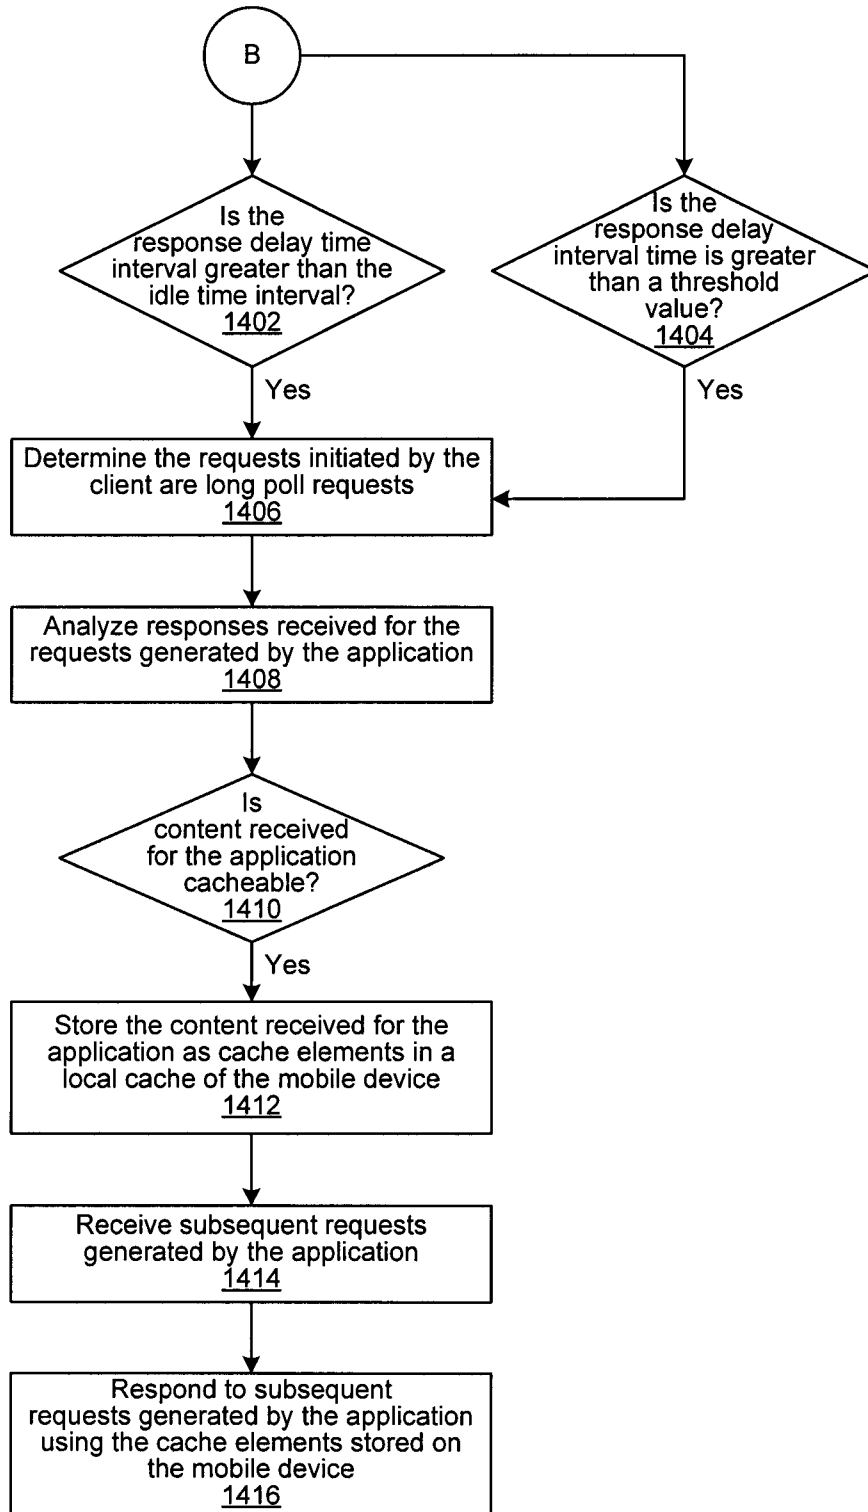 B
Is the
response delay time
interval greater than the
idle time interval?
1402
Is the
response delay
interval time is greater
than a threshold
value?
1404
Yes
Yes
Determine the requests initiated by the
client are long poll requests
1406
Analyze responses received for the
requests generated by the application
1408
Is
content received
for the application
cacheable?
1410
Yes
Store the content received for the
application as cache elements in a
local cache of the mobile device
1412
Receive subsequent requests
generated by the application
1414
Respond to subsequent
requests generated by the application
using the cache elements stored on
the mobile device
1416